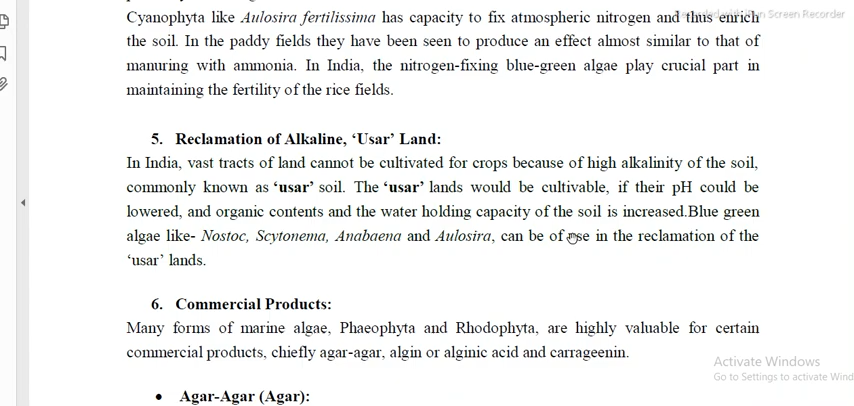 Cyanophyta like Aulosira fertilissima has capacity to fix atmospheric nitrogen and thus enrich
Recorded with iTop Screen Recorder
the soil. In the paddy fields they have been seen to produce an effect almost similar to that of
manuring with ammonia. In India, the nitrogen-fixing blue-green algae play crucial part in
maintaining the fertility of the rice fields.
5. Reclamation of Alkaline, ‘Usar’ Land:
In India, vast tracts of land cannot be cultivated for crops because of high alkalinity of the soil,
commonly known as ‘usar’ soil. The ‘usar’ lands would be cultivable, if their pH could be
lowered, and organic contents and the water holding capacity of the soil is increased.Blue green
algae like- Nostoc, Scytonema, Anabaena and Aulosira, can be of use in the reclamation of the
‘usar’ lands.
6. Commercial Products:
Many forms of marine algae, Phaeophyta and Rhodophyta, are highly valuable for certain
commercial products, chiefly agar-agar, algin or alginic acid and carrageenin.
Activate Windows
Go to Settings to activate Wind
• Agar-Agar (Agar):